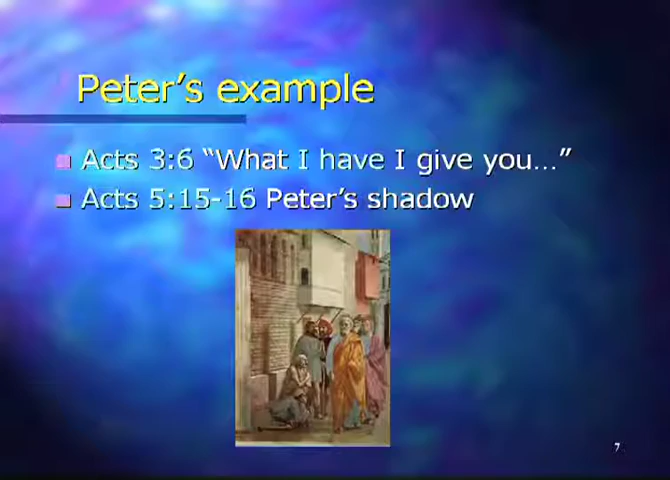 Peter's example
Acts 3:6 “What I have I give you…”
Acts 5:15-16 Peter's shadow
7